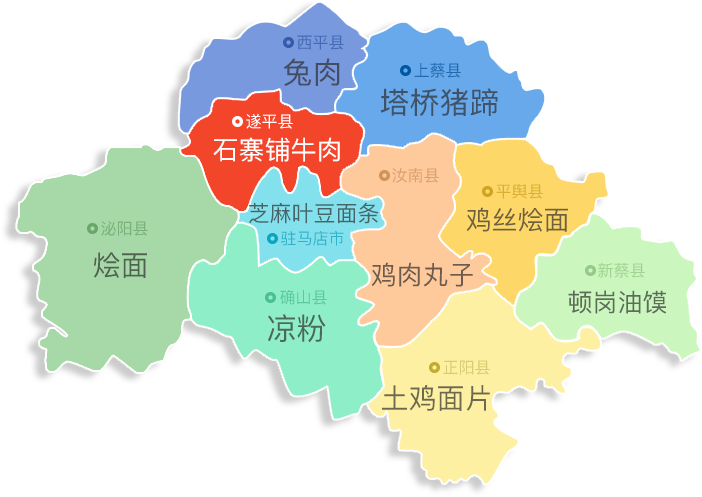 西平县
兔肉
上蔡县
塔桥猪蹄
遂平县
石寨铺牛肉
汝南县
鸡肉丸子
平舆县
鸡丝烩面
芝麻叶豆面条
驻马店市
泌阳县
烩面
新蔡县
顿岗油馍
确山县
凉粉
正阳县
土鸡面片